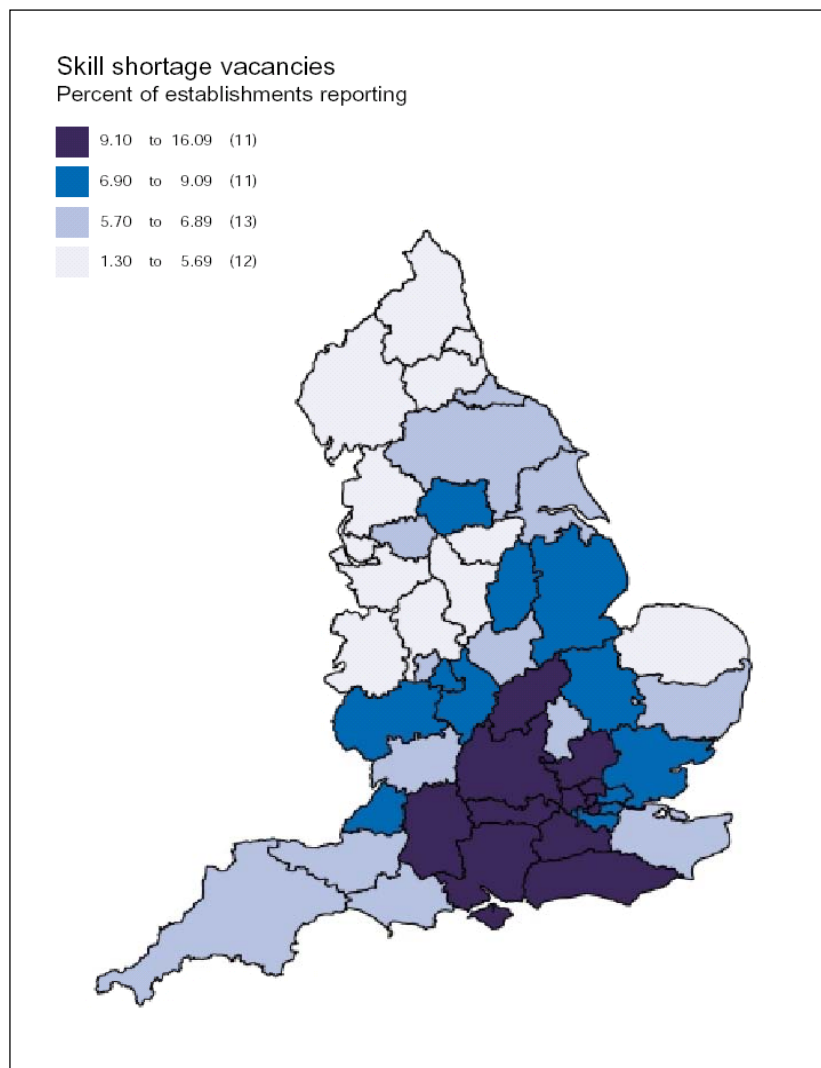 Skill shortage vacancies
Percent of establishments reporting
9.10 to 16.09 (11)
6.90 to 9.09 (11)
5.70 to 6.89 (13)
1.30 to 5.69 (12)